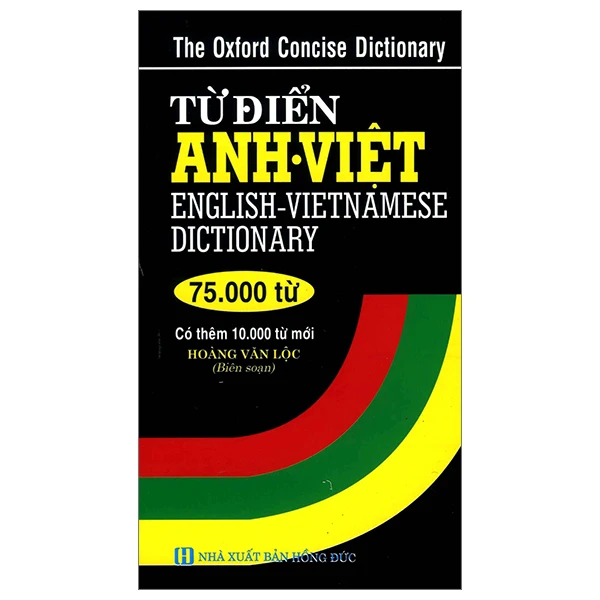 The Oxford Concise Dictionary
TỪ ĐIỂN
ANH·VIỆT
ENGLISH-VIETNAMESE
DICTIONARY
75.000 từ
Có thêm 10.000 từ mới
HOÀNG VĂN LỘC
(Biên soạn)
NHÀ XUẤT BẢN HỒNG ĐỨC